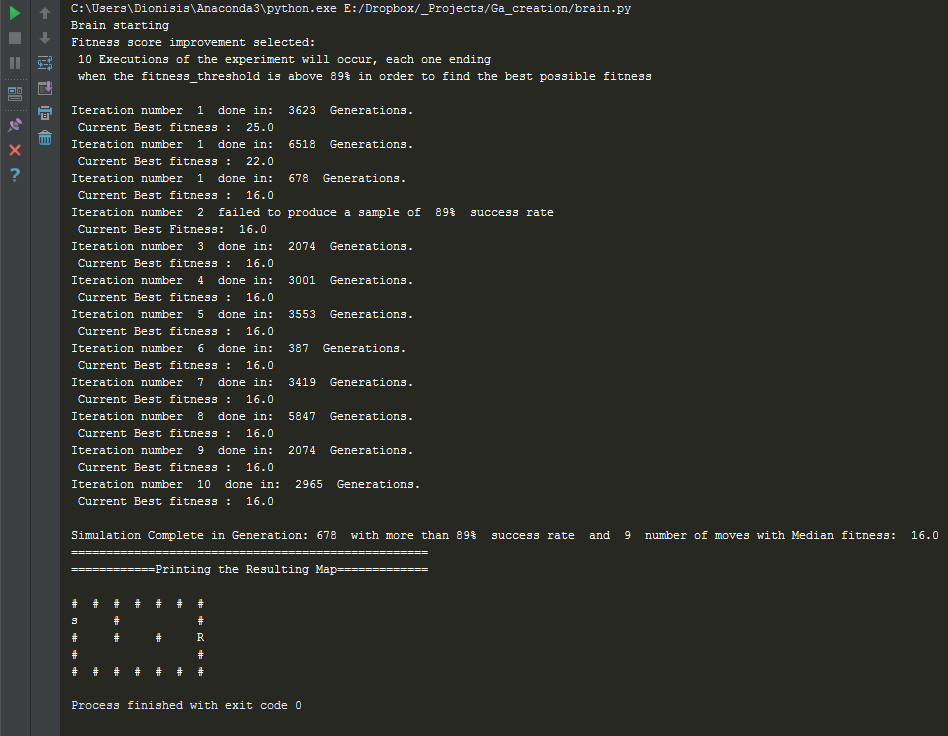 C:\Users\Dionisis\Anaconda3\python.exe E:/Dropbox/_Projects/Ga_creation/brain.py
Brain starting
Fitness score improvement selected:
 10 Executions of the experiment will occur, each one ending
 when the fitness_threshold is above 89% in order to find the best possible fitness

Iteration number  1  done in:  3623  Generations.
 Current Best fitness :  25.0
Iteration number  1  done in:  6518  Generations.
 Current Best fitness :  22.0
Iteration number  1  done in:  678  Generations.
 Current Best fitness :  16.0
Iteration number  2  failed to produce a sample of  89%  success rate
 Current Best Fitness:  16.0
Iteration number  3  done in:  2074  Generations.
 Current Best fitness :  16.0
Iteration number  4  done in:  3001  Generations.
 Current Best fitness :  16.0
Iteration number  5  done in:  3553  Generations.
 Current Best fitness :  16.0
Iteration number  6  done in:  387  Generations.
 Current Best fitness :  16.0
Iteration number  7  done in:  3419  Generations.
 Current Best fitness :  16.0
Iteration number  8  done in:  5847  Generations.
 Current Best fitness :  16.0
Iteration number  9  done in:  2074  Generations.
 Current Best fitness :  16.0
Iteration number  10  done in:  2965  Generations.
 Current Best fitness :  16.0

Simulation Complete in Generation: 678  with more than 89%  success rate  and  9  number of moves with Median fitness:  16.0
===================================================
============Printing the Resulting Map=============

#  #  #  #  #  #  #
s     #           #
#     #     #     R
#                 #
#  #  #  #  #  #  #

Process finished with exit code 0